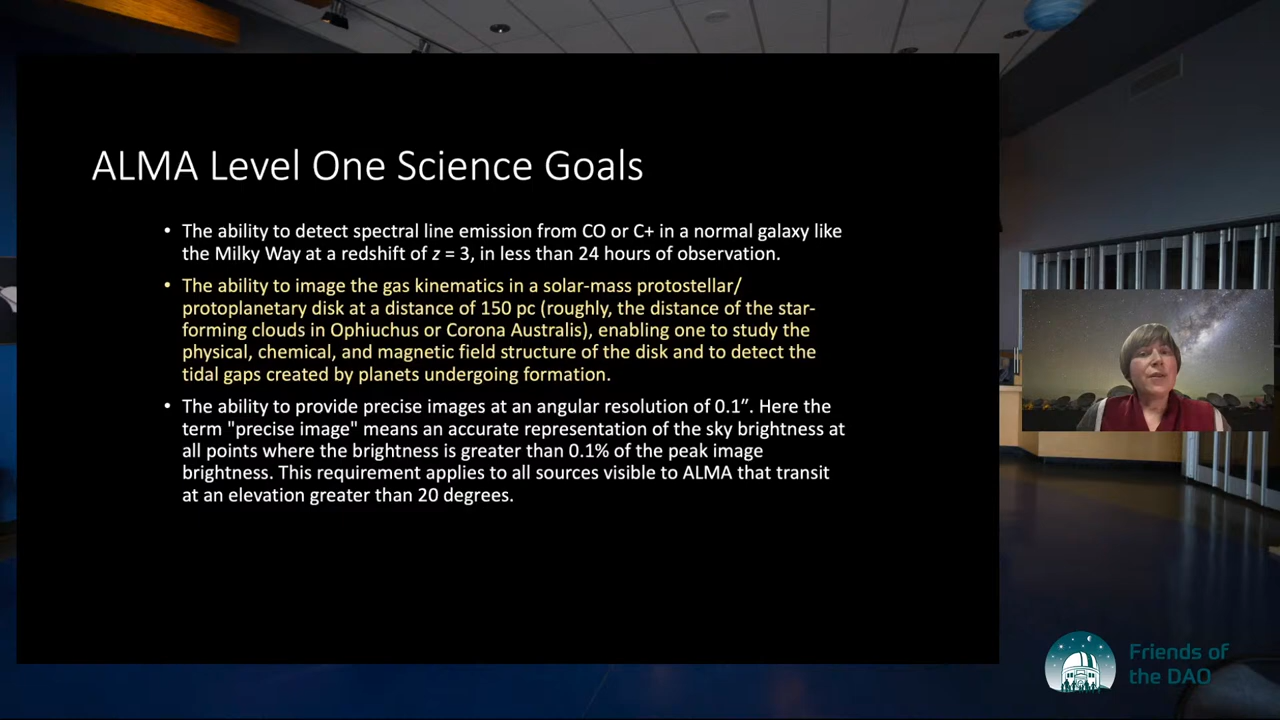 ALMA Level One Science Goals
• The ability to detect spectral line emission from CO or C+ in a normal galaxy like
the Milky Way at a redshift of z = 3, in less than 24 hours of observation.
• The ability to image the gas kinematics in a solar-mass protostellar/
protoplanetary disk at a distance of 150 pc (roughly, the distance of the star-
forming clouds in Ophiuchus or Corona Australis), enabling one to study the
physical, chemical, and magnetic field structure of the disk and to detect the
tidal gaps created by planets undergoing formation.
• The ability to provide precise images at an angular resolution of 0.1″. Here the
term "precise image" means an accurate representation of the sky brightness at
all points where the brightness is greater than 0.1% of the peak image
brightness. This requirement applies to all sources visible to ALMA that transit
at an elevation greater than 20 degrees.
Friends of
the DAO